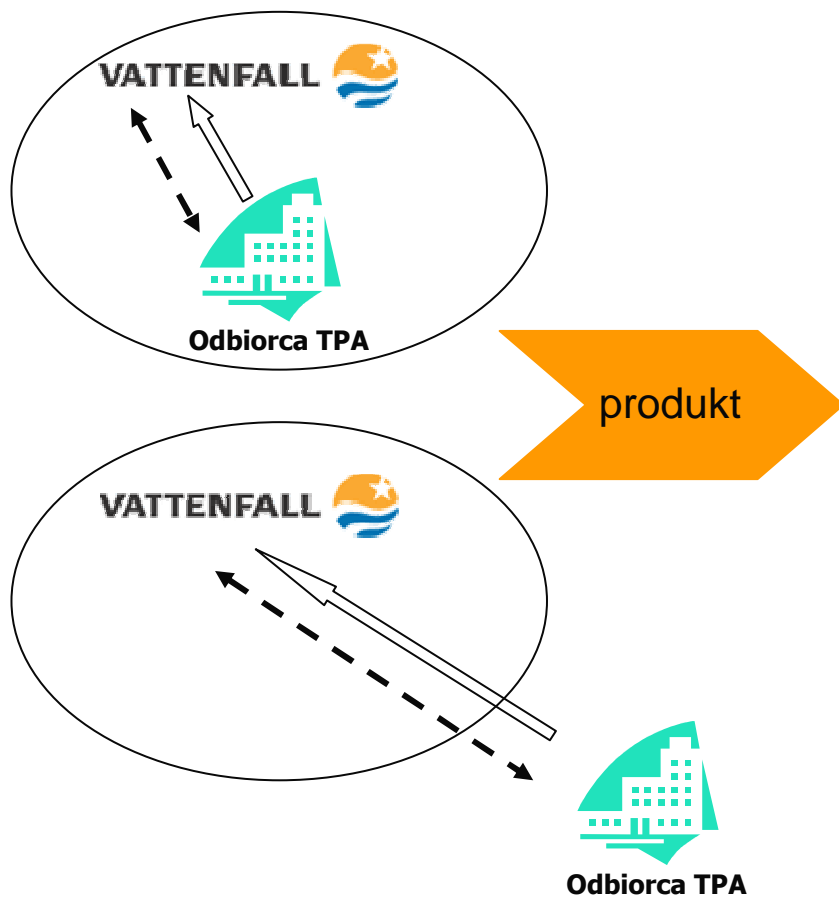 VATTENFALL
Odbiorca TPA
produkt
VATTENFALL
Odbiorca TPA